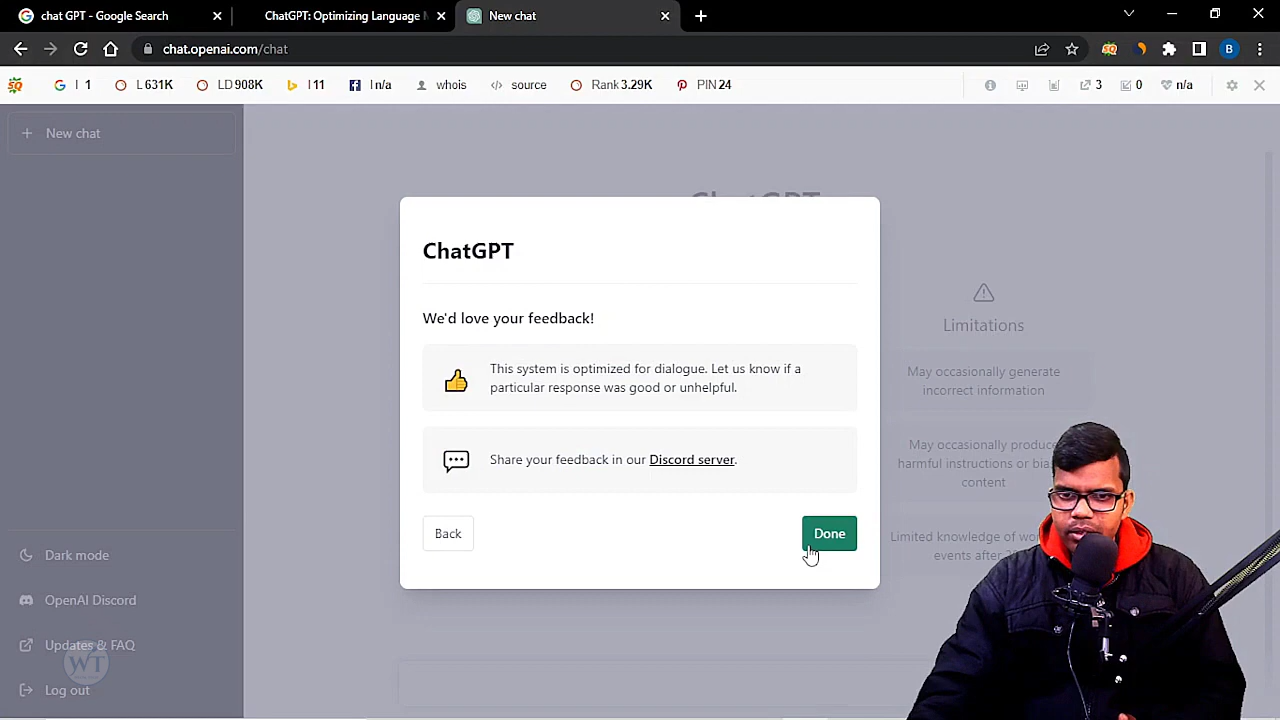 chat GPT - Google Search
ChatGPT: Optimizing Language
New chat
chat.openai.com/chat
I 1
L 631K
LD 908K
I 11
I n/a
whois
source
Rank 3.29K
PIN 24
3
0
n/a
B
New chat
ChatGPT
ChatGPT
We'd love your feedback!
This system is optimized for dialogue. Let us know if a
particular response was good or unhelpful.
Share your feedback in our Discord server.
Back
Done
Limitations
May occasionally generate
incorrect information
May occasionally produce
harmful instructions or
content
Limited knowledge of
events after
Dark mode
OpenAI Discord
Updates & FAQ
WT
Log out